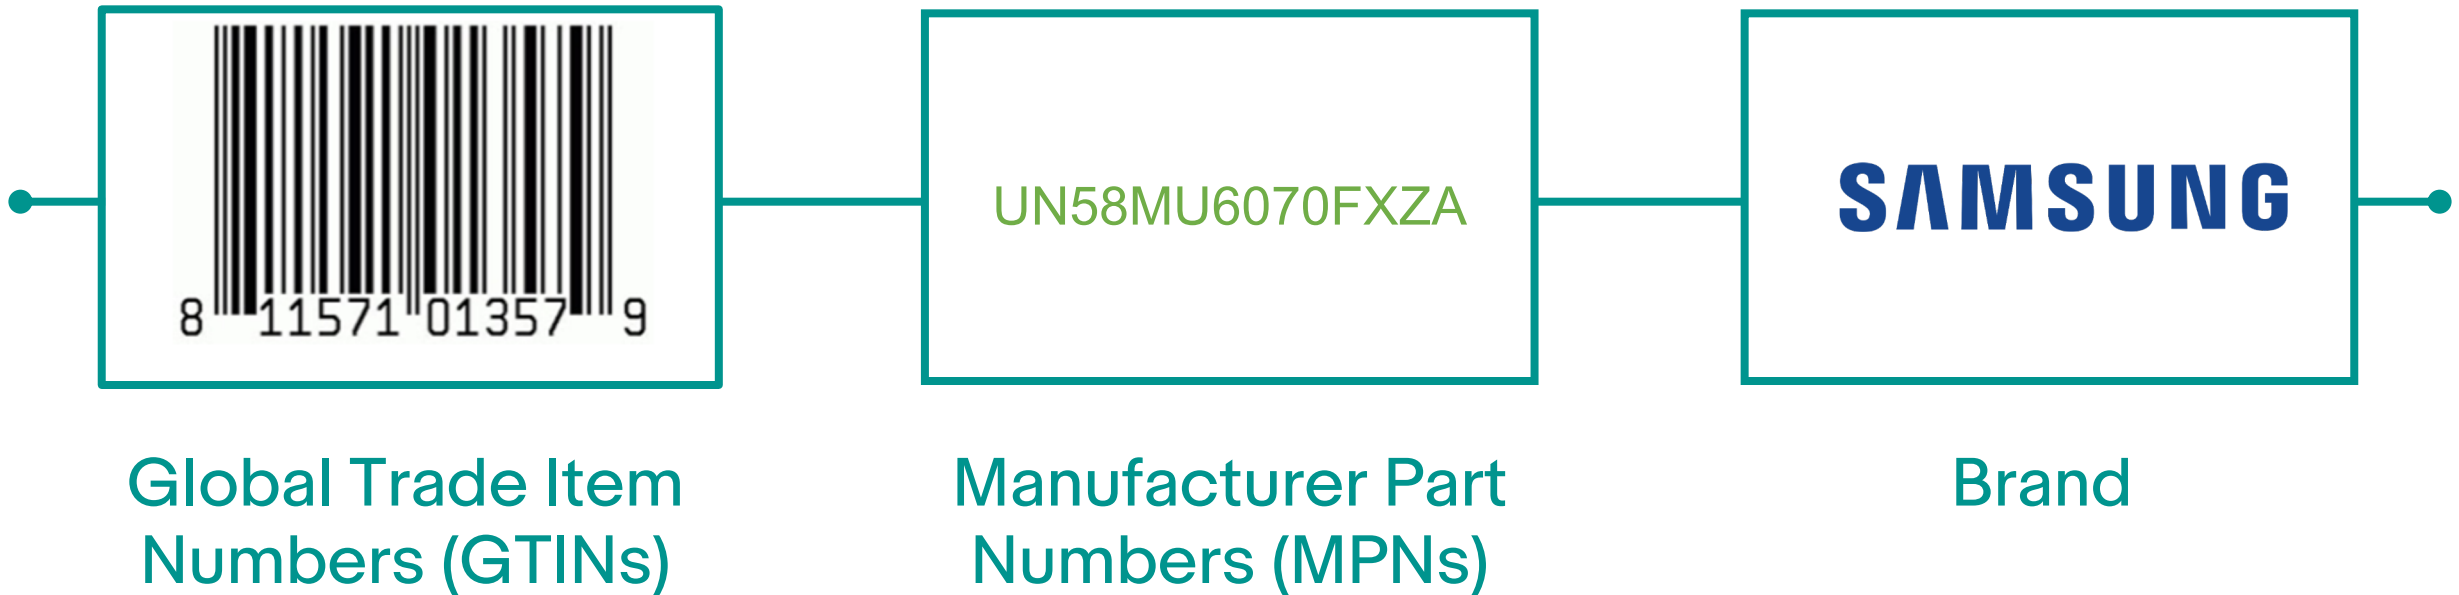 8 11571 01357 9
UN58MU6070FXZA
SAMSUNG
Global Trade Item
Numbers (GTINs)
Manufacturer Part
Numbers (MPNs)
Brand